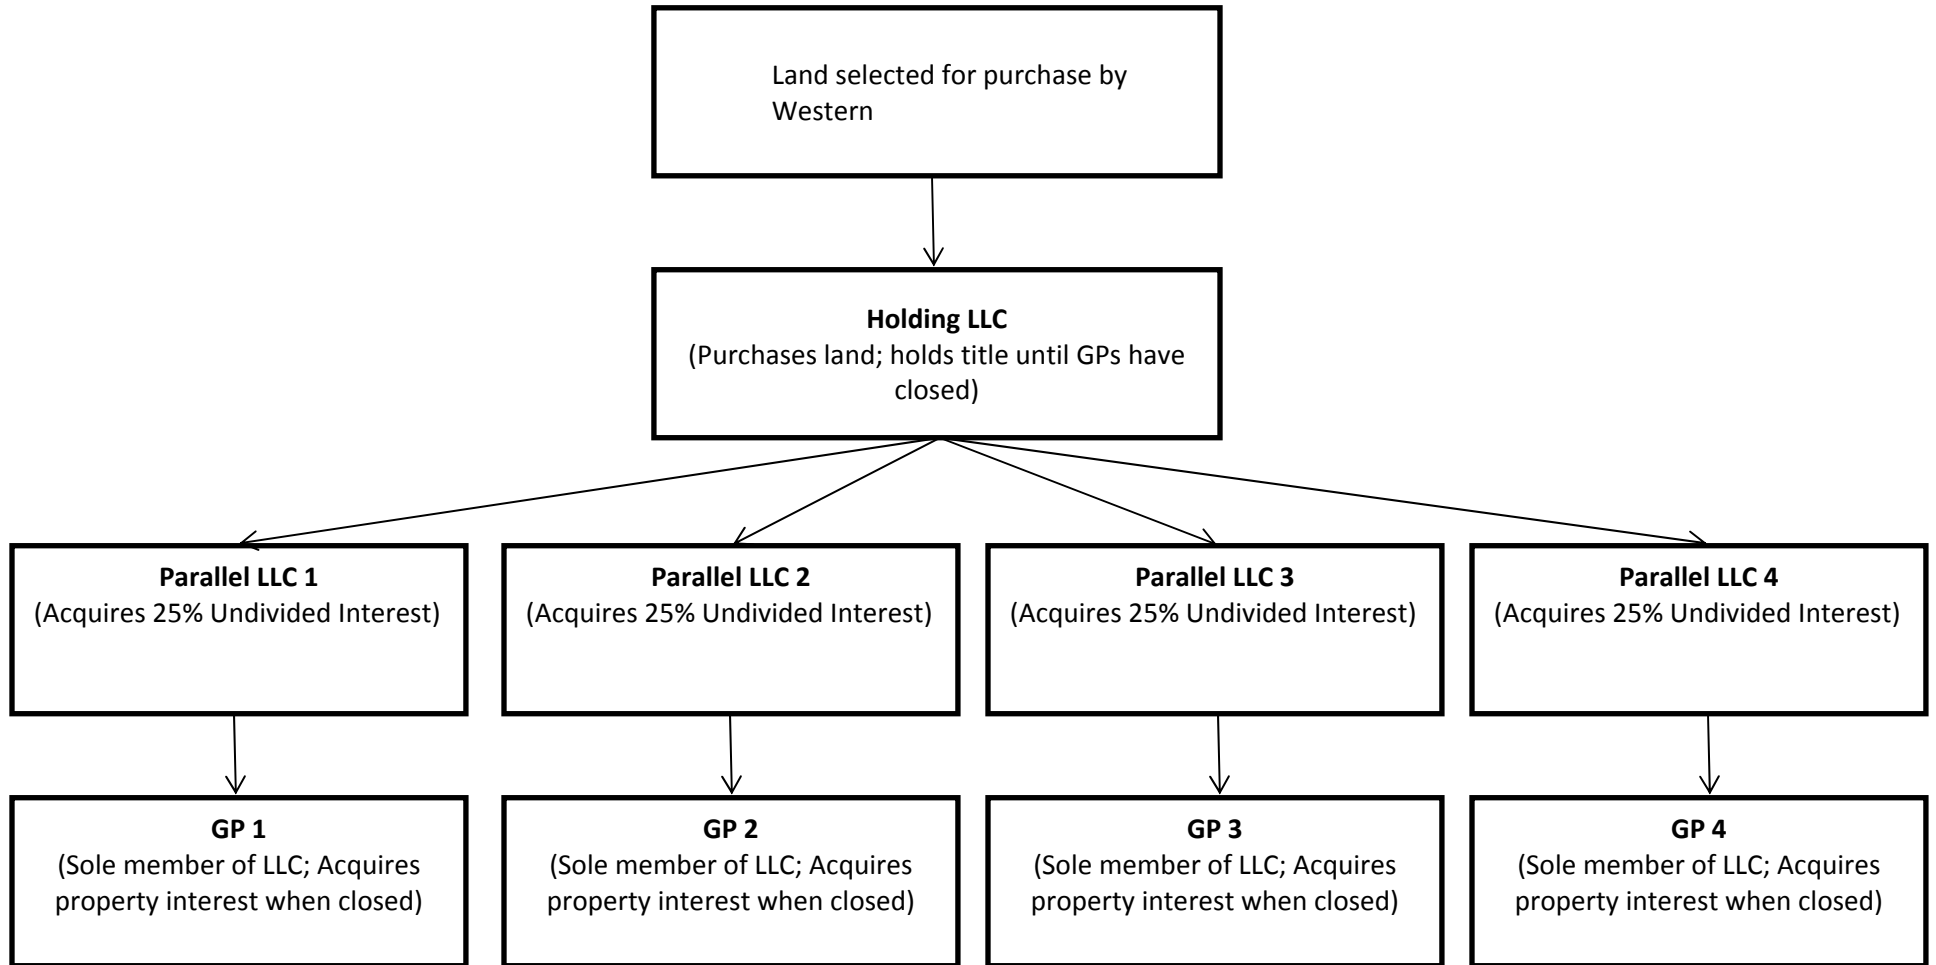 Land selected for purchase by
Western
Holding LLC
(Purchases land; holds title until GPs have
closed)
Parallel LLC 1
(Acquires 25% Undivided Interest)
Parallel LLC 2
(Acquires 25% Undivided Interest)
Parallel LLC 3
(Acquires 25% Undivided Interest)
Parallel LLC 4
(Acquires 25% Undivided Interest)
GP 1
(Sole member of LLC; Acquires
property interest when closed)
GP 2
(Sole member of LLC; Acquires
property interest when closed)
GP 3
(Sole member of LLC; Acquires
property interest when closed)
GP 4
(Sole member of LLC; Acquires
property interest when closed)